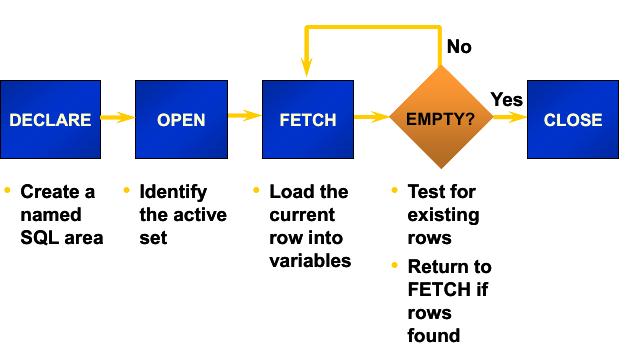 No
DECLARE
OPEN
FETCH
EMPTY?
Yes
CLOSE
• Create a
named
SQL area
• Identify
the active
set
• Load the
current
row into
variables
• Test for
existing
rows
• Return to
FETCH if
rows
found